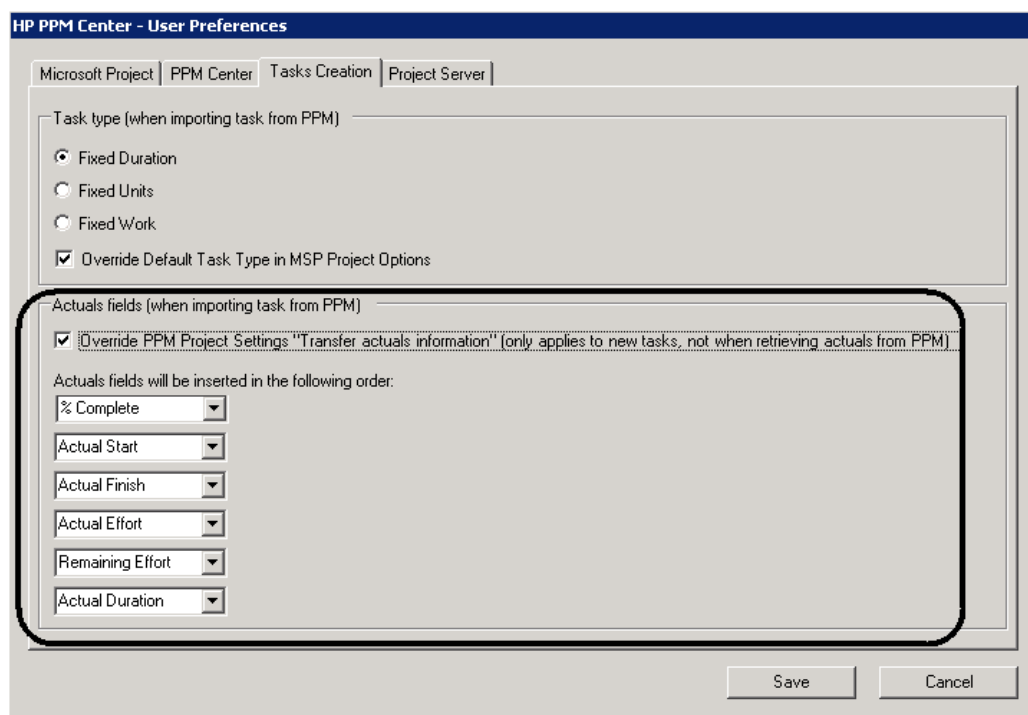 HP PPM Center - User Preferences
Microsoft Project
PPM Center
Tasks Creation
Project Server
Task type (when importing task from PPM)
Fixed Duration
Fixed Units
Fixed Work
Override Default Task Type in MSP Project Options
Actuals fields (when importing task from PPM)
Override PPM Project Settings "Transfer actuals information" (only applies to new tasks, not when retrieving actuals from PPM)
Actuals fields will be inserted in the following order:
% Complete
Actual Start
Actual Finish
Actual Effort
Remaining Effort
Actual Duration
Save
Cancel